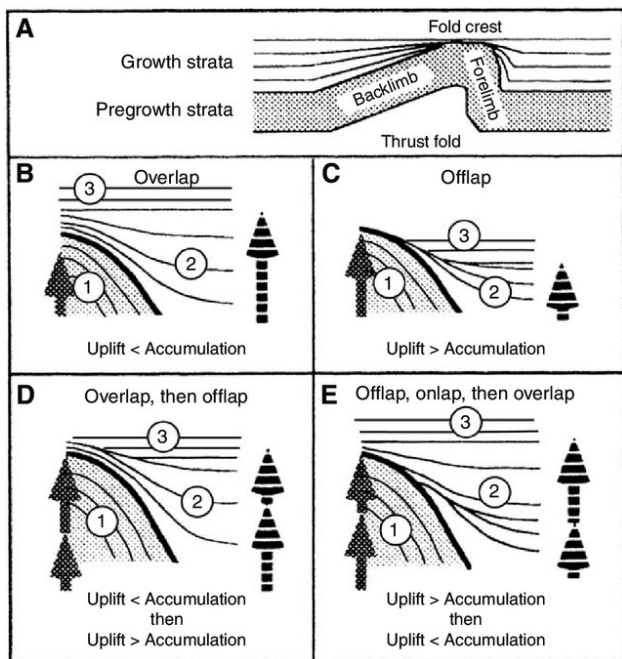 A
Fold crest
Growth strata
Pregrowth strata
Backlimb
Forelimb
Thrust fold
B
Overlap
3
2
1
Uplift < Accumulation
C
Offlap
3
2
1
Uplift > Accumulation
D
Overlap, then offlap
3
2
1
Uplift < Accumulation
then
Uplift > Accumulation
E
Offlap, onlap, then overlap
3
2
1
Uplift > Accumulation
then
Uplift < Accumulation